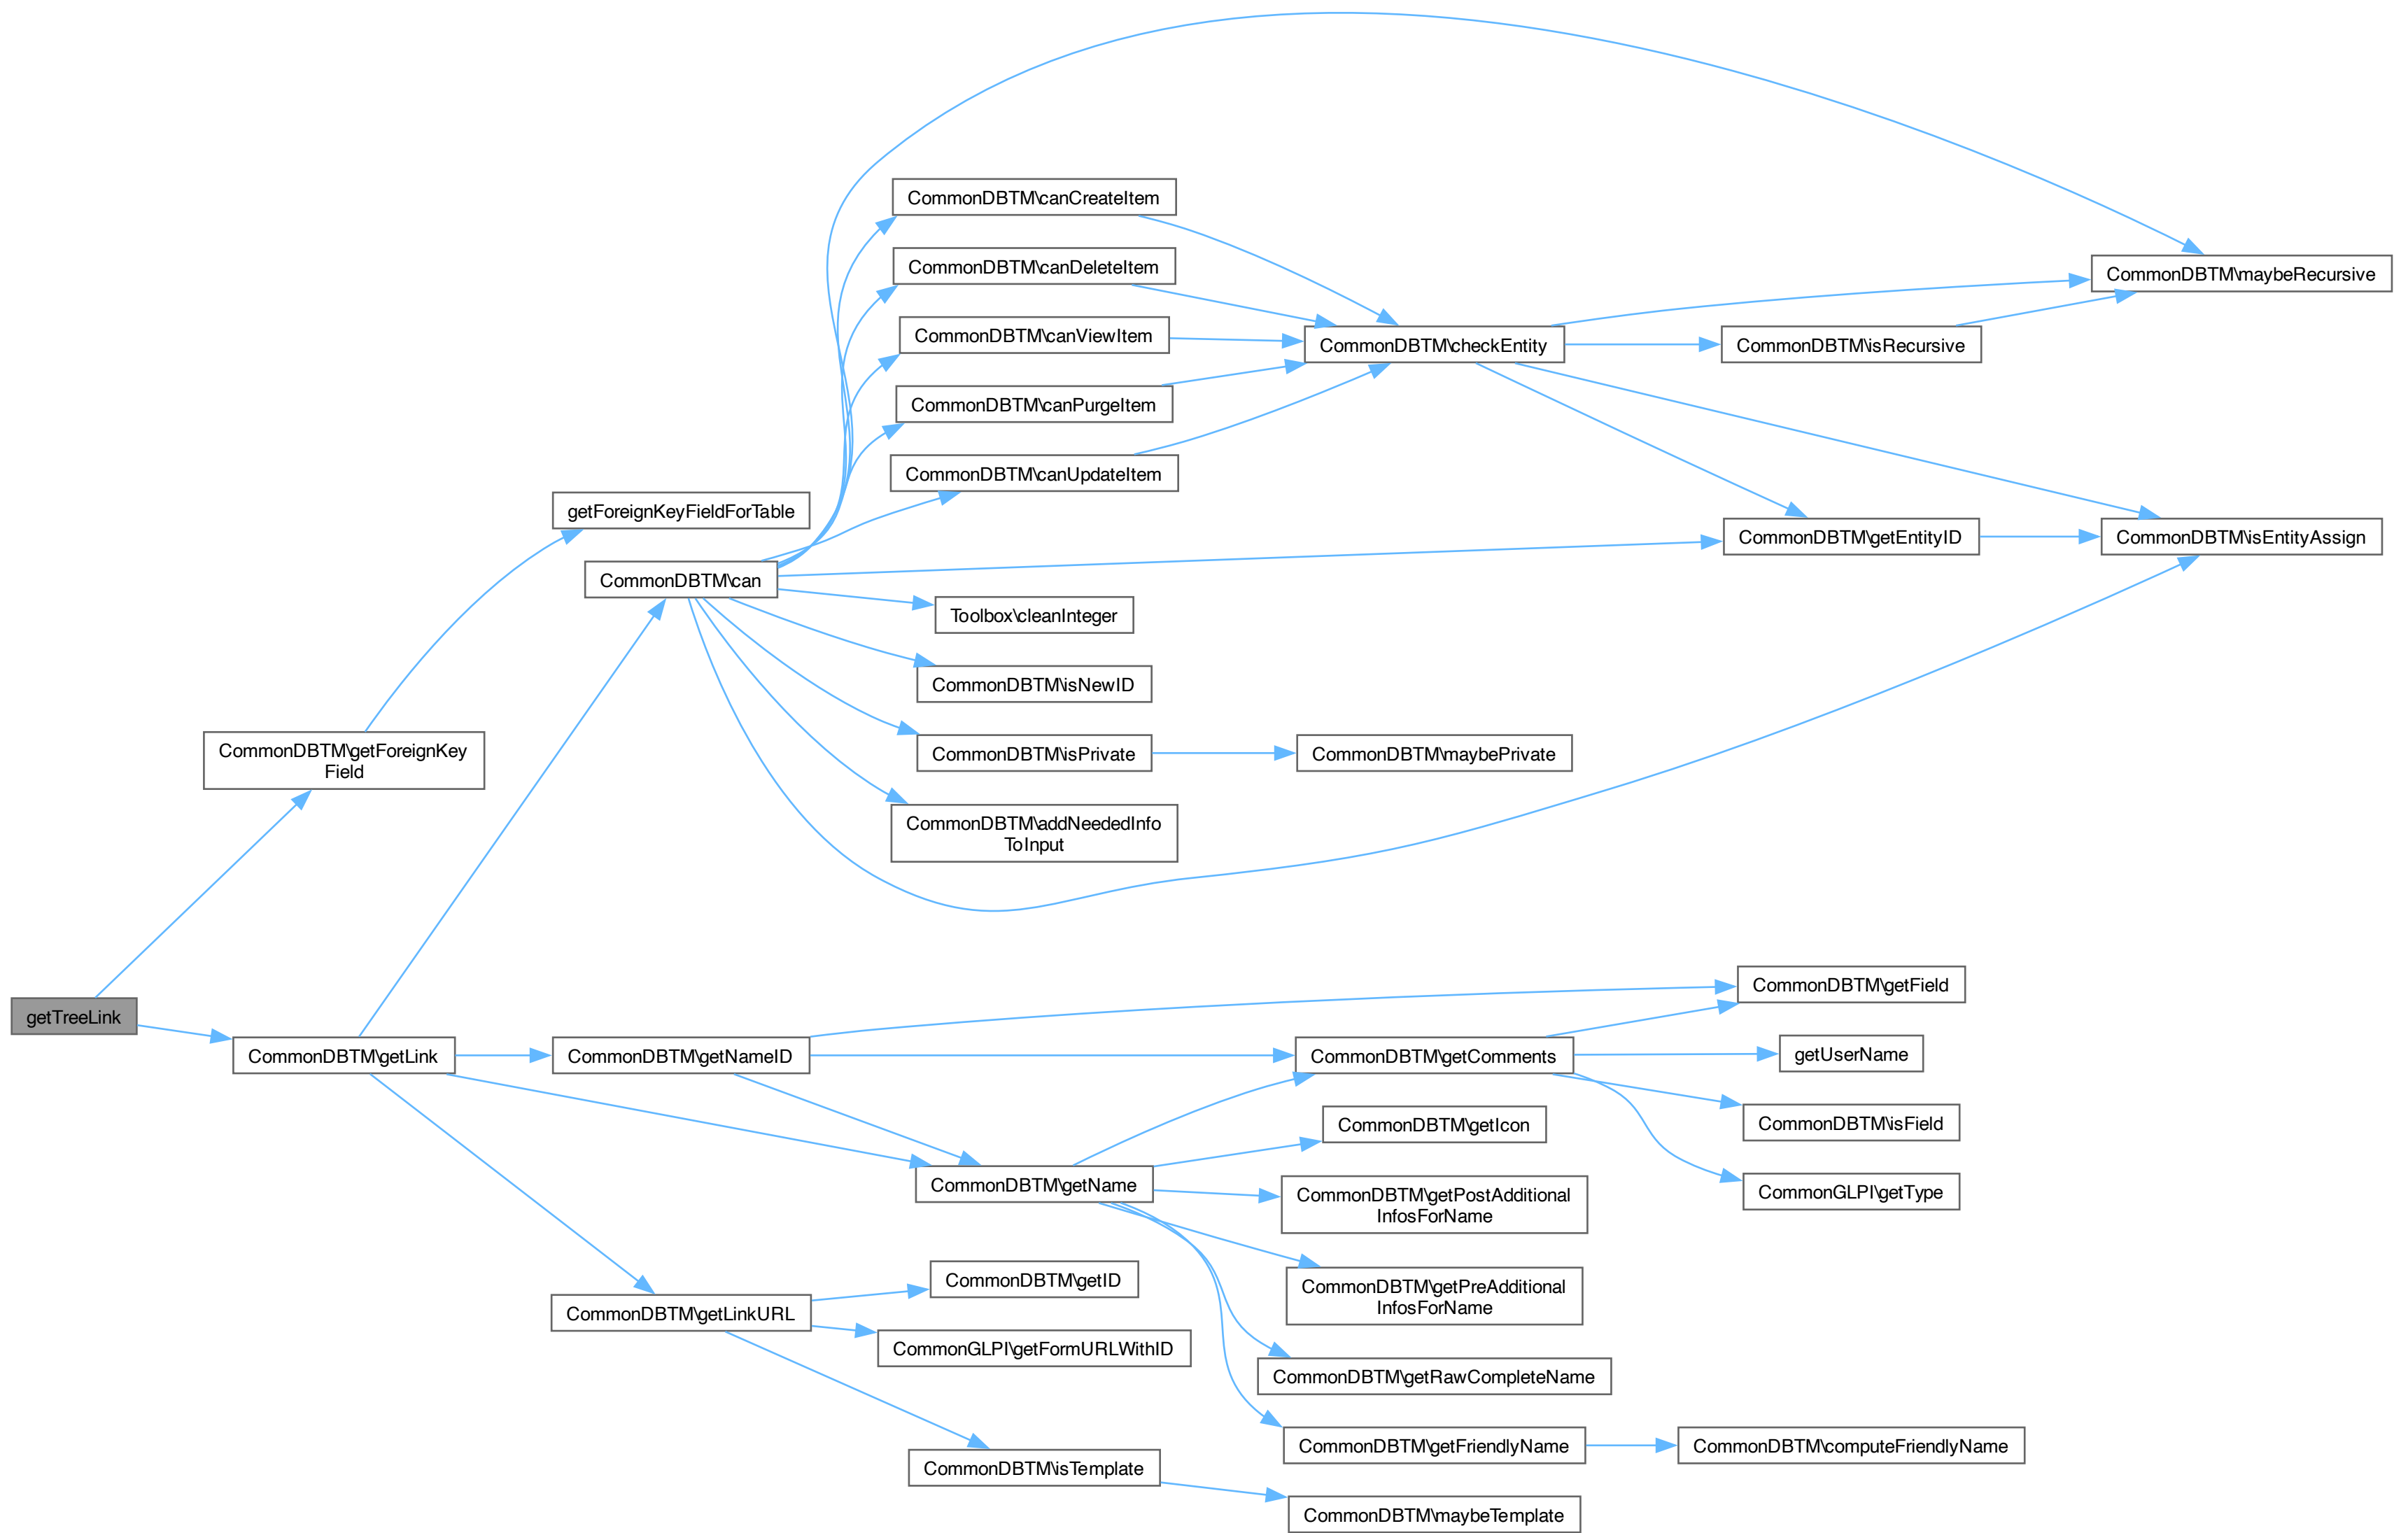 CommonDBTM\canCreateItem
CommonDBTM\canDeleteItem
CommonDBTM\maybeRecursive
CommonDBTM\canViewItem
CommonDBTM\checkEntity
CommonDBTM\isRecursive
CommonDBTM\canPurgeItem
CommonDBTM\canUpdateItem
getForeignKeyFieldForTable
CommonDBTM\getEntityID
CommonDBTM\isEntityAssign
CommonDBTM\can
Toolbox\cleanInteger
CommonDBTM\isNewID
CommonDBTM\getForeignKey
Field
CommonDBTM\isPrivate
CommonDBTM\maybePrivate
CommonDBTM\addNeededInfo
ToInput
CommonDBTM\getField
getTreeLink
CommonDBTM\getLink
CommonDBTM\getNameID
CommonDBTM\getComments
getUserName
CommonDBTM\getIcon
CommonDBTM\isField
CommonDBTM\getName
CommonDBTM\getPostAdditional
InfosForName
CommonGLPI\getType
CommonDBTM\getID
CommonDBTM\getPreAdditional
InfosForName
CommonDBTM\getLinkURL
CommonGLPI\getFormURLWithID
CommonDBTM\getRawCompleteName
CommonDBTM\getFriendlyName
CommonDBTM\computeFriendlyName
CommonDBTM\isTemplate
CommonDBTM\maybeTemplate